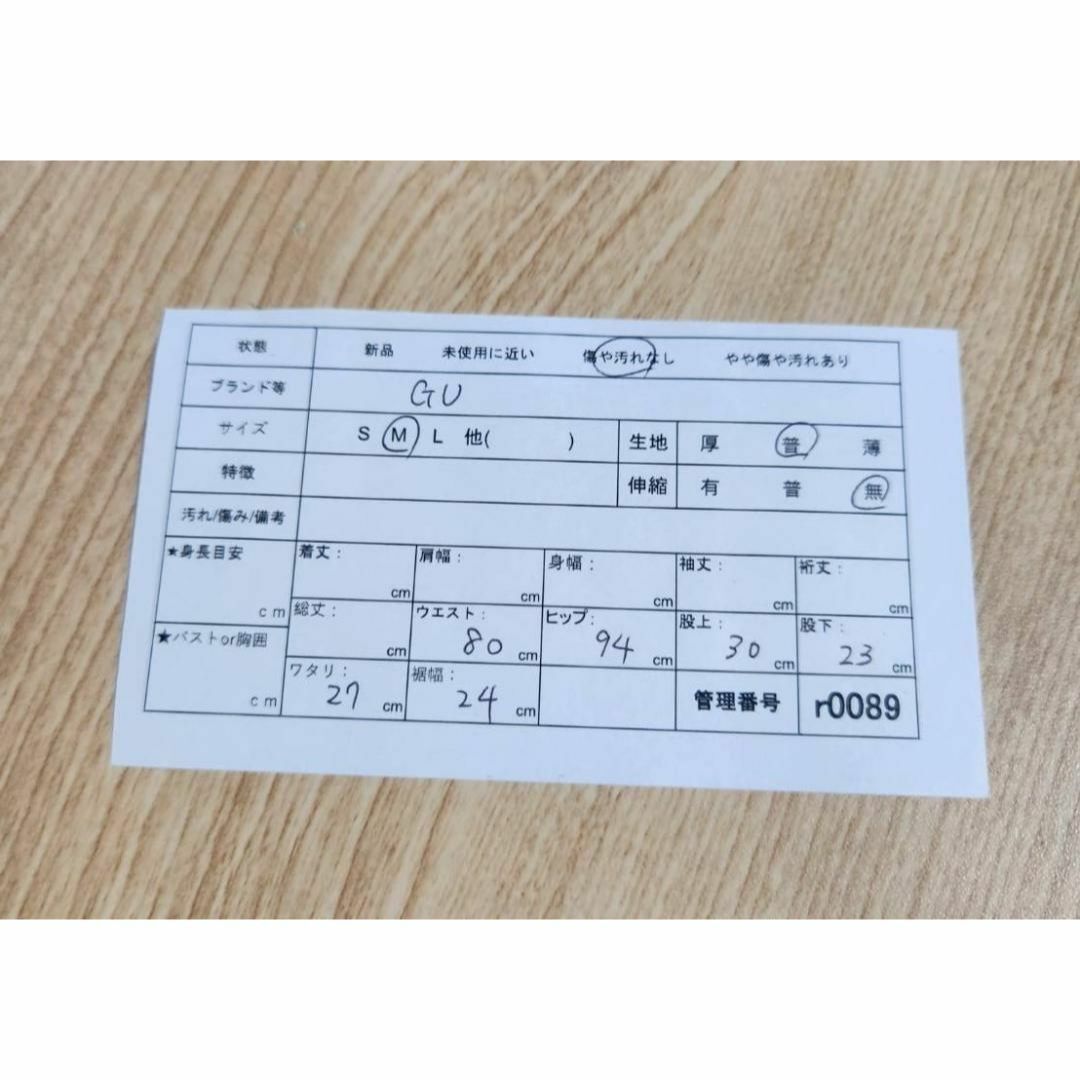 状態 新品 未使用に近い 傷や汚れなし やや傷や汚れあり
ブランド等 GU
サイズ S M L 他( ) 生地 厚 普 薄
特徴 伸縮 有 普 無
汚れ/傷み/備考
★身長目安 cm 着丈: cm 肩幅: cm 身幅: cm 袖丈: cm 裄丈: cm
総丈: cm ウエスト: 80 cm ヒップ: 94 cm 股上: 30 cm 股下: 23 cm
★バストor胸囲 cm ワタリ: 27 cm 裾幅: 24 cm 管理番号 r0089